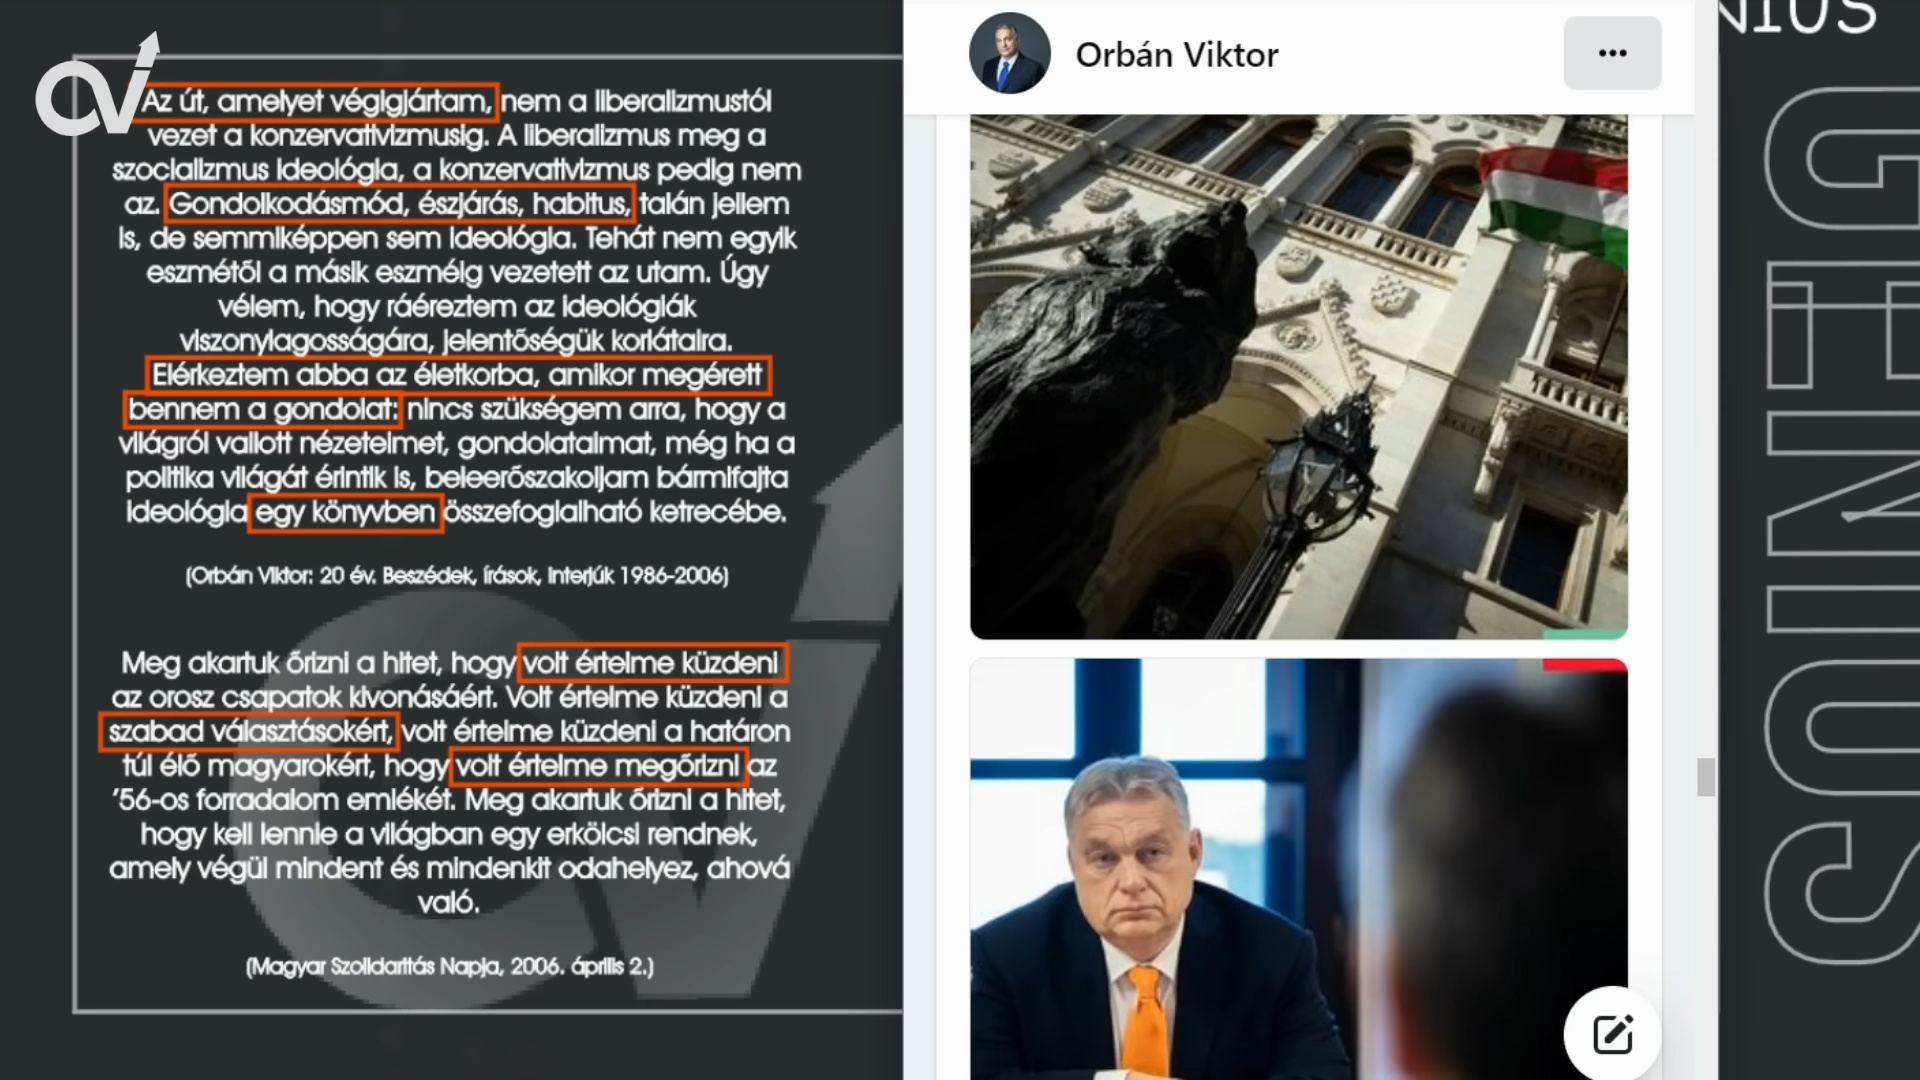 Az út, amelyet végigjártam, nem a liberalizmustól
vezet a konzervativizmusig. A liberalizmus meg a
szocializmus ideológia, a konzervativizmus pedig nem
az. Gondolkodásmód, észjárás, habitus, talán jellem
is, de semmiképpen sem ideológia. Tehát nem egyik
eszmétől a másik eszméig vezetett az utam. Úgy
vélem, hogy ráéreztem az ideológiák
viszonylagosságára, jelentőségük korlátaira.
Elérkeztem abba az életkorba, amikor megérett
bennem a gondolat: nincs szükségem arra, hogy a
világról vallott nézeteimet, gondolataimat, még ha a
politika világát érintik is, beleerőszakoljam bármifajta
ideológia egy könyvben összefoglalható ketrecébe.
(Orbán Viktor: 20 év. Beszédek, írások, interjúk 1986-2006)
Meg akartuk őrizni a hitet, hogy volt értelme küzdeni
az orosz csapatok kivonásáért. Volt értelme küzdeni a
szabad választásokért, volt értelme küzdeni a határon
túl élő magyarokért, hogy volt értelme megőrizni az
'56-os forradalom emlékét. Meg akartuk őrizni a hitet,
hogy kell lennie a világban egy erkölcsi rendnek,
amely végül mindent és mindenkit odahelyez, ahová
való.
(Magyar Szolidaritás Napja, 2006. április 2.)
Orbán Viktor
NIUS
GENIUS